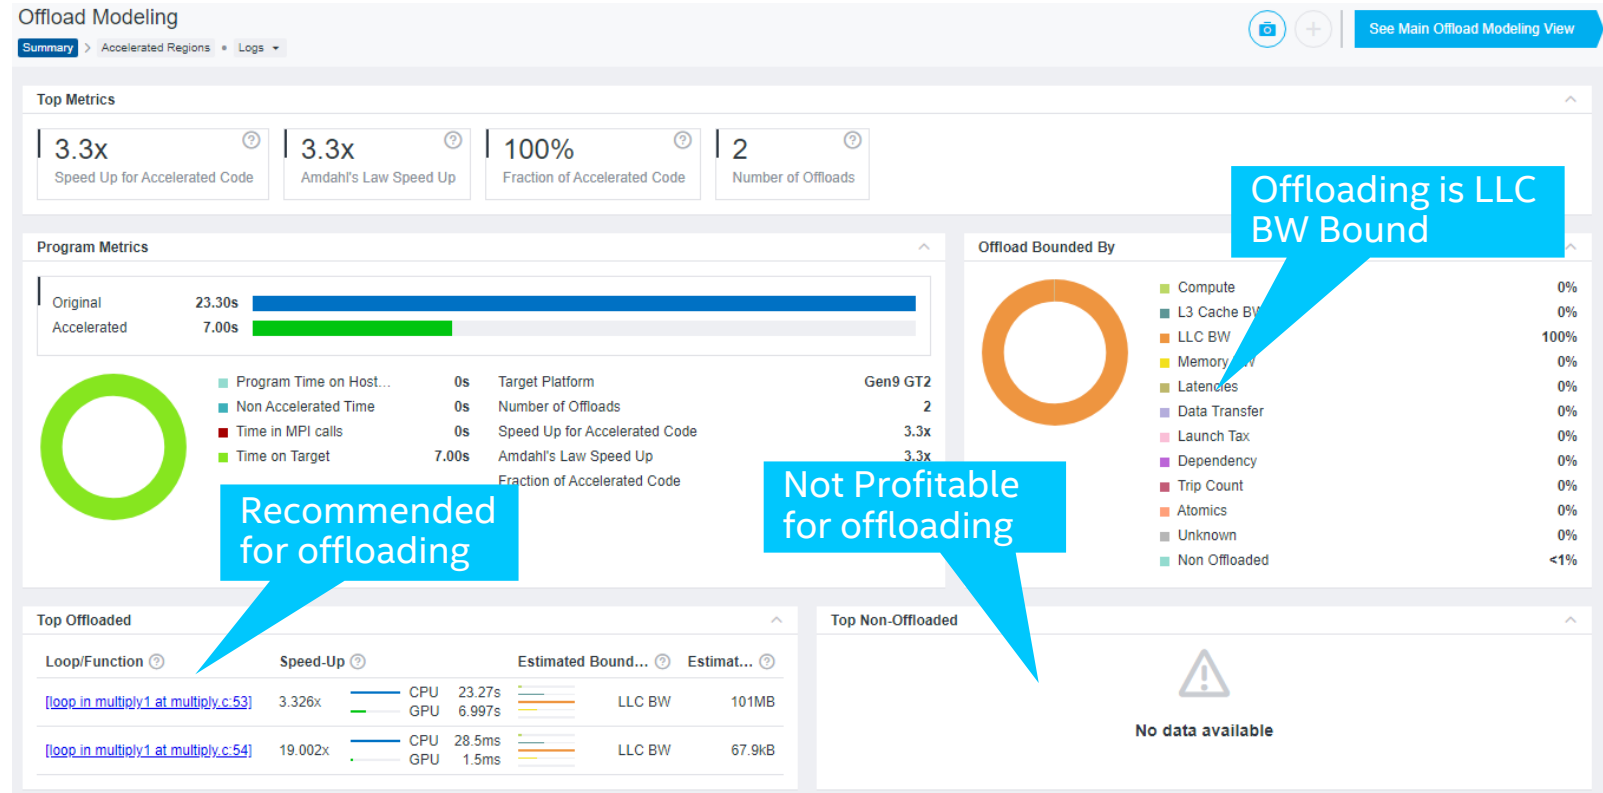 Offload Modeling
Summary > Accelerated Regions • Logs
See Main Offload Modeling View
Top Metrics
3.3x
Speed Up for Accelerated Code
3.3x
Amdahl's Law Speed Up
100%
Fraction of Accelerated Code
2
Number of Offloads
Offloading is LLC
BW Bound
Program Metrics
Original 23.30s
Accelerated 7.00s
Program Time on Host... 0s
Non Accelerated Time 0s
Time in MPI calls 0s
Time on Target 7.00s
Target Platform Gen9 GT2
Number of Offloads 2
Speed Up for Accelerated Code 3.3x
Amdahl's Law Speed Up 3.3x
Fraction of Accelerated Code
Offload Bounded By
Compute 0%
L3 Cache 0%
LLC BW 100%
Memory 0%
Latencies 0%
Data Transfer 0%
Launch Tax 0%
Dependency 0%
Trip Count 0%
Atomics 0%
Unknown 0%
Non Offloaded <1%
Recommended
for offloading
Not Profitable
for offloading
Top Offloaded
Loop/Function Speed-Up Estimated Bound... Estimat...
[loop in multiply1 at multiply.c:53] 3.326x CPU 23.27s LLC BW 101MB
GPU 6.997s
[loop in multiply1 at multiply.c:54] 19.002x CPU 28.5ms LLC BW 67.9kB
GPU 1.5ms
Top Non-Offloaded
No data available